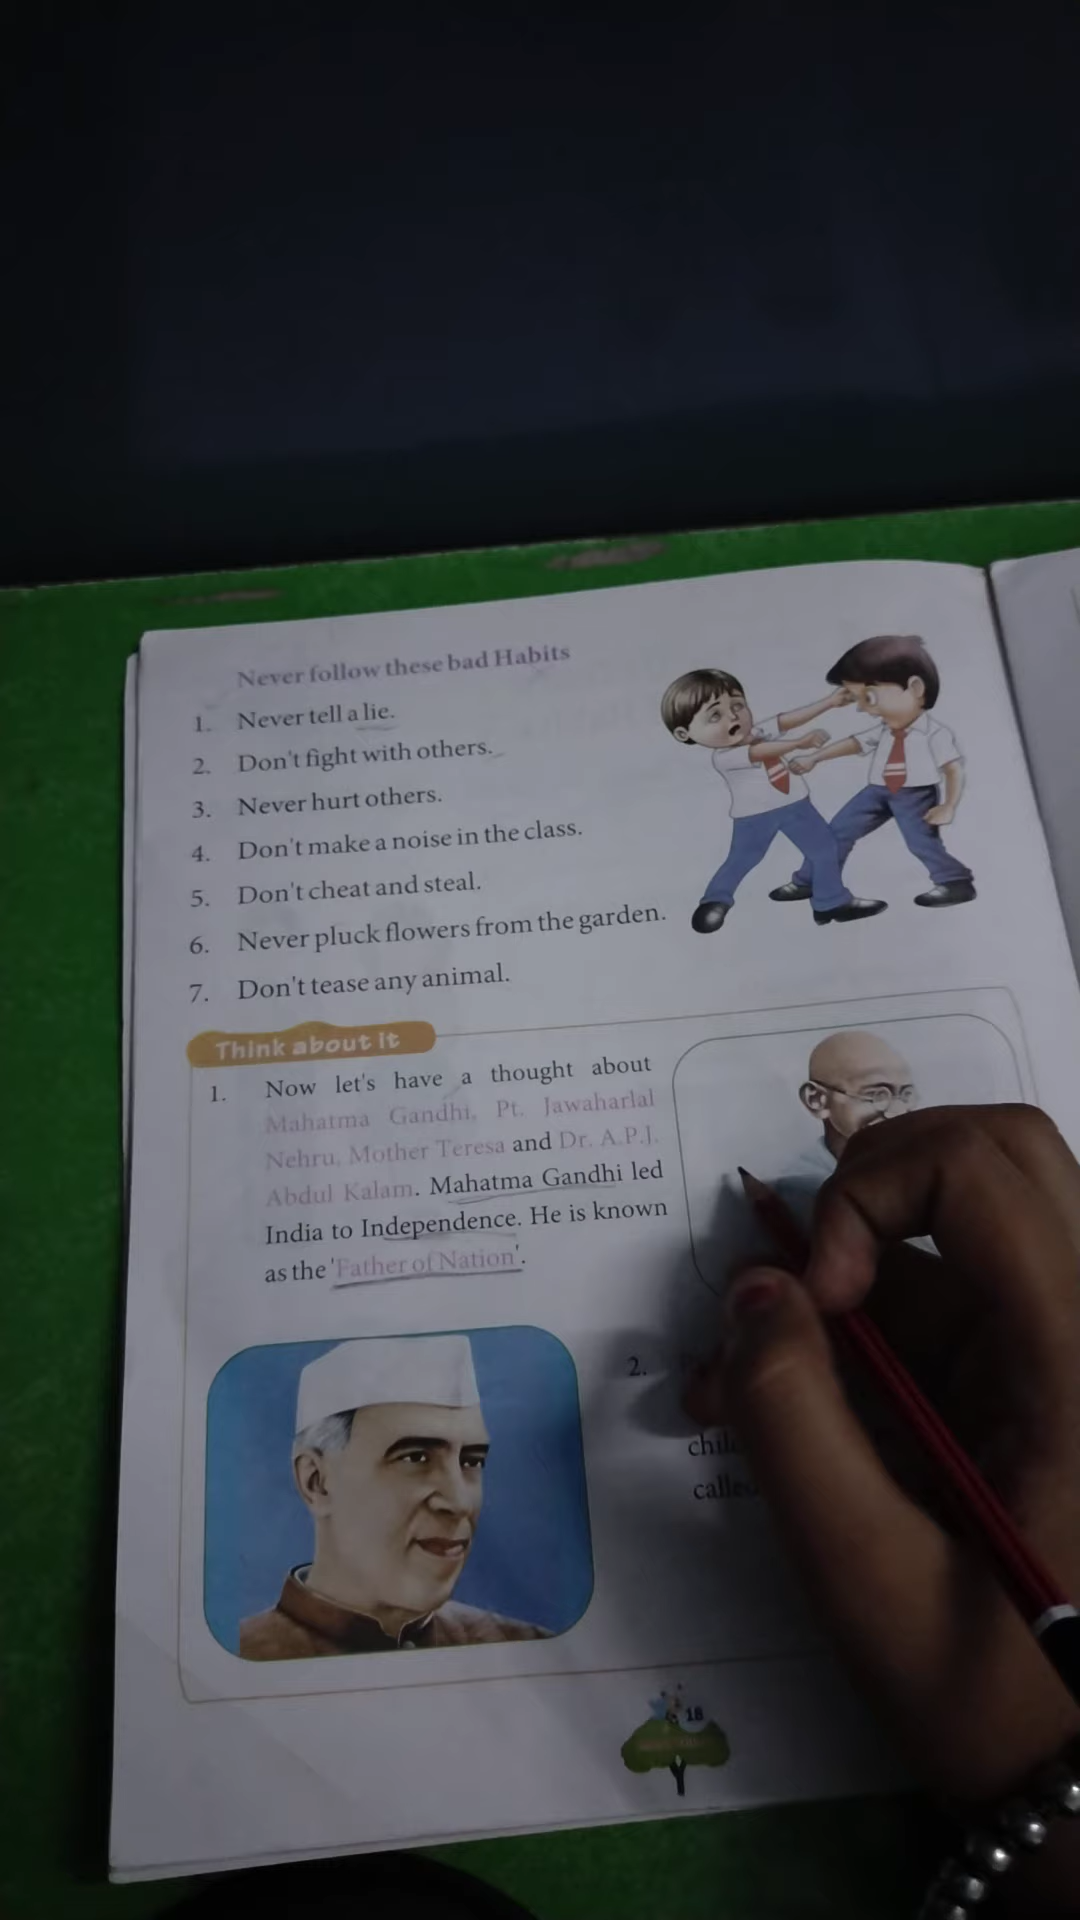 Never follow these bad Habits
1. Never tell a lie.
2. Don't fight with others.
3. Never hurt others.
4. Don't make a noise in the class.
5. Don't cheat and steal.
6. Never pluck flowers from the garden.
7. Don't tease any animal.
Think about it
1. Now let's have a thought about
Mahatma Gandhi, Pt. Jawaharlal
Nehru, Mother Teresa and Dr. A.P.J.
Abdul Kalam. Mahatma Gandhi led
India to Independence. He is known
as the 'Father of Nation'.
2.
called
18